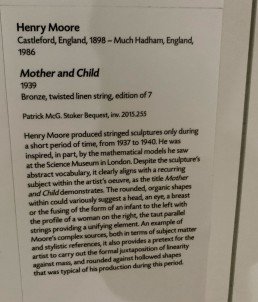 Henry Moore
Castleford, England, 1898 – Much Hadham, England,
1986
Mother and Child
1939
Bronze, twisted linen string, edition of 7
Patrick McG. Stoker Bequest, inv. 2015.255
Henry Moore produced stringed sculptures only during
a short period of time, from 1937 to 1940. He was
inspired, in part, by the mathematical models he saw
at the Science Museum in London. Despite the sculpture's
abstract vocabulary, it clearly aligns with a recurring
subject within the artist's oeuvre, as the title Mother
and Child demonstrates. The rounded, organic shapes
within could variously suggest a head, an eye, a breast
or the fusing of the form of an infant to the left with
the profile of a woman on the right, the taut parallel
strings providing a unifying element. An example of
Moore's complex sources, both in terms of subject matter
and stylistic references, it also provides a pretext for the
artist to carry out the formal juxtaposition of linearity
against mass, and rounded against hollowed shapes
that was typical of his production during this period.